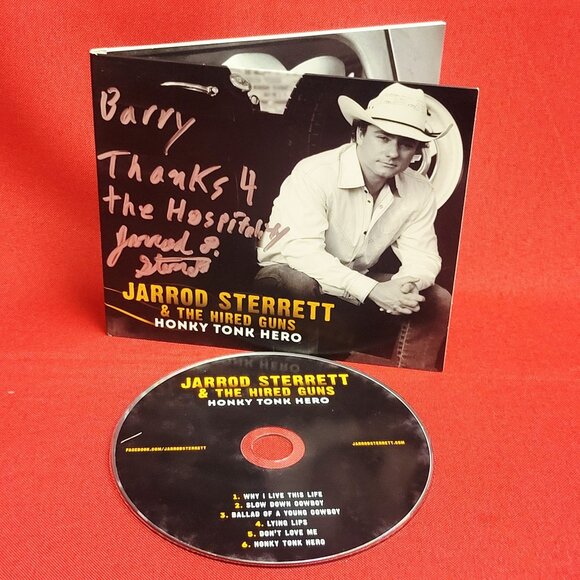 Barry
Thanks 4
the Hospitality
Jarrod S.
Sterrett
JARROD STERRETT
& THE HIRED GUNS
HONKY TONK HERO
JARROD STERRETT
& THE HIRED GUNS
HONKY TONK HERO
FACEBOOK.COM/JARRODSTERRETT
JARRODSTERRETT.COM
1. WHY I LIVE THIS LIFE
2. SLOW DOWN COWBOY
3. BALLAD OF A YOUNG COWBOY
4. LYING LIPS
5. DON'T LOVE ME
6. HONKY TONK HERO